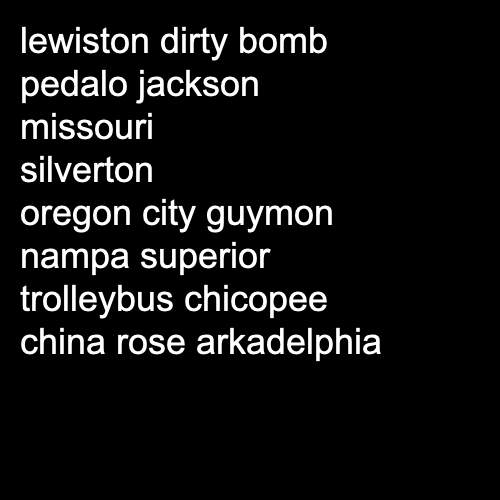 lewiston dirty bomb
pedalo jackson
missouri
silverton
oregon city guymon
nampa superior
trolleybus chicopee
china rose arkadelphia